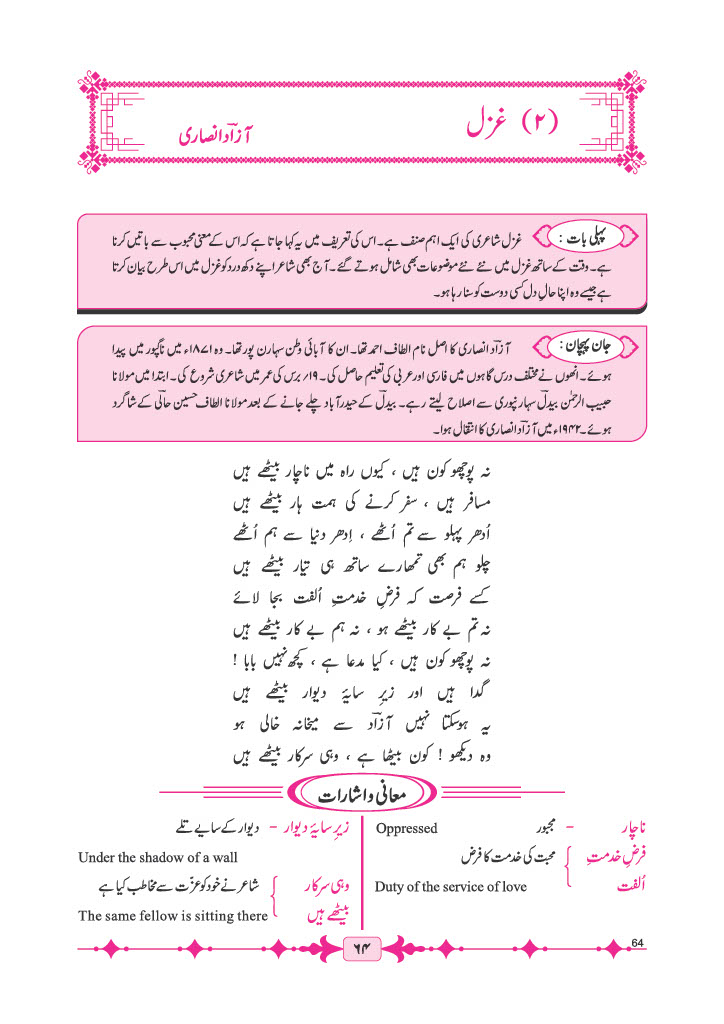 (۲) غزل
آزادؔ انصاری
پہلی بات : غزل شاعری کی ایک اہم صنف ہے۔ اس کی تعریف میں یہ کہا جاتا ہے کہ اس کے معنی محبوب سے باتیں کرنا
ہے۔ وقت کے ساتھ غزل میں نئے نئے موضوعات بھی شامل ہوتے گئے۔ آج بھی شاعر اپنے دکھ درد کو غزل میں اس طرح بیان کرتا
ہے جیسے وہ اپنا حالِ دل کسی دوست کو سنا رہا ہو۔
جان پہچان : آزادؔ انصاری کا اصل نام الطاف احمد تھا۔ ان کا آبائی وطن سہارن پور تھا۔ وہ ۱۸۷۱ء میں ناگپور میں پیدا
ہوئے۔ انھوں نے مختلف درس گاہوں میں فارسی اور عربی کی تعلیم حاصل کی۔ ۱۹؍ برس کی عمر میں شاعری شروع کی۔ ابتدا میں مولانا
حبیب الرحمٰن بیدلؔ سہارنپوری سے اصلاح لیتے رہے۔ بیدلؔ کے حیدرآباد چلے جانے کے بعد مولانا الطاف حسین حالیؔ کے شاگرد
ہوئے۔ ۱۹۴۲ء میں آزادؔ انصاری کا انتقال ہوا۔
نہ پوچھو کون ہیں ، کیوں راہ میں ناچار بیٹھے ہیں
مسافر ہیں ، سفر کرنے کی ہمت ہار بیٹھے ہیں
اُدھر پہلو سے تم اُٹھے ، اِدھر دنیا سے ہم اُٹھے
چلو ہم بھی تمھارے ساتھ ہی تیار بیٹھے ہیں
کسے فرصت کہ فرضِ خدمتِ اُلفت بجا لائے
نہ تم بے کار بیٹھے ہو ، نہ ہم بے کار بیٹھے ہیں
نہ پوچھو کون ہیں ، کیا مدعا ہے ، کچھ نہیں بابا !
گدا ہیں اور زیرِ سایۂ دیوار بیٹھے ہیں
یہ ہوسکتا نہیں آزادؔ سے میخانہ خالی ہو
وہ دیکھو ! کون بیٹھا ہے ، وہی سرکار بیٹھے ہیں
معانی و اشارات
ناچار – مجبور Oppressed
فرضِ خدمتِ محبت کی خدمت کا فرض
اُلفت Duty of the service of love
زیرِ سایۂ دیوار – دیوار کے سایے تلے
Under the shadow of a wall
وہی سرکار شاعر نے خود کو عزّت سے مخاطب کیا ہے
بیٹھے ہیں The same fellow is sitting there
۶۴
64